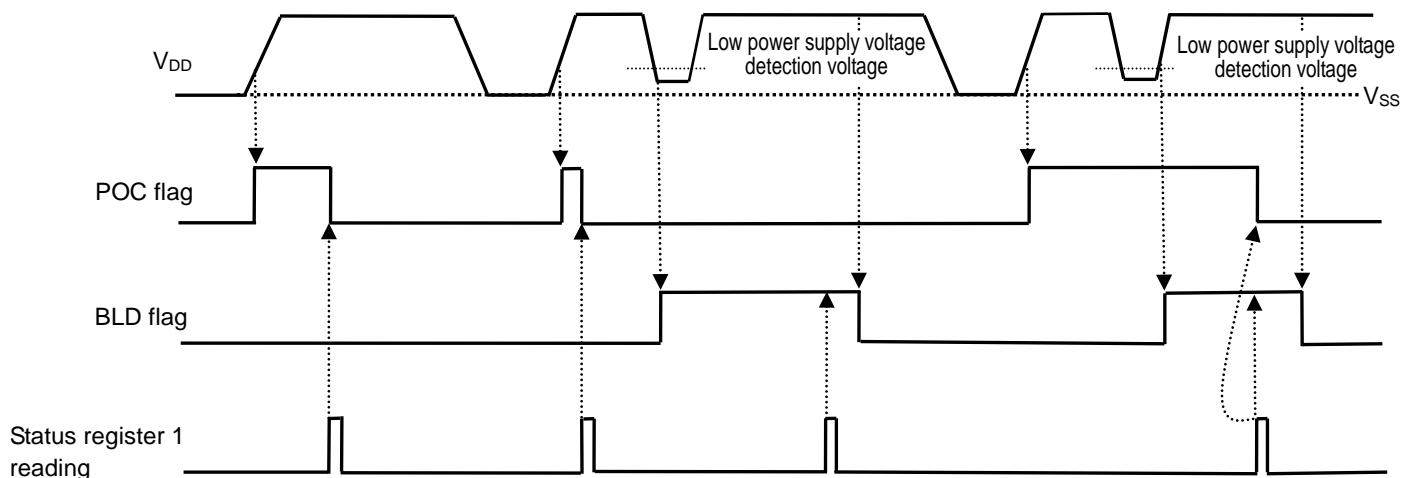 Low power supply voltage
detection voltage
Low power supply voltage
detection voltage
VDD
VSS
POC flag
BLD flag
Status register 1
reading